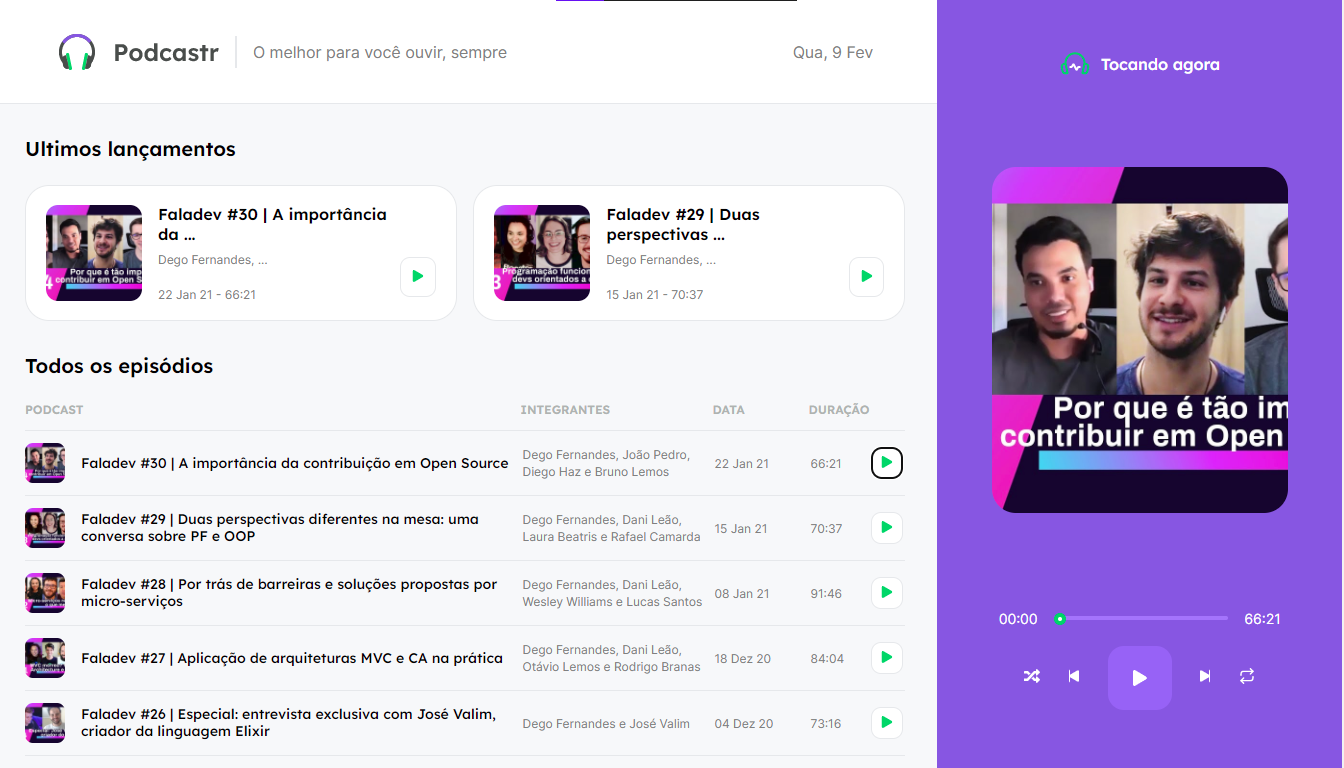 Podcastr
O melhor para você ouvir, sempre
Qua, 9 Fev
Tocando agora
Ultimos lançamentos
Faladev #30 | A importância
da ...
Dego Fernandes, ...
22 Jan 21 - 66:21
Por que é tão imp
contribuir em Open S
Faladev #29 | Duas
perspectivas ...
Dego Fernandes, ...
15 Jan 21 - 70:37
Programação funcion
devs orientados a
Todos os episódios
PODCAST INTEGRANTES DATA DURAÇÃO
Faladev #30 | A importância da contribuição em Open Source
Dego Fernandes, João Pedro,
Diego Haz e Bruno Lemos
22 Jan 21
66:21
Faladev #29 | Duas perspectivas diferentes na mesa: uma
conversa sobre PF e OOP
Dego Fernandes, Dani Leão,
Laura Beatris e Rafael Camarda
15 Jan 21
70:37
Faladev #28 | Por trás de barreiras e soluções propostas por
micro-serviços
Dego Fernandes, Dani Leão,
Wesley Williams e Lucas Santos
08 Jan 21
91:46
Faladev #27 | Aplicação de arquiteturas MVC e CA na prática
Dego Fernandes, Dani Leão,
Otávio Lemos e Rodrigo Branas
18 Dez 20
84:04
Faladev #26 | Especial: entrevista exclusiva com José Valim,
criador da linguagem Elixir
Dego Fernandes e José Valim
04 Dez 20
73:16
Por que é tão im
contribuir em Open
00:00
66:21